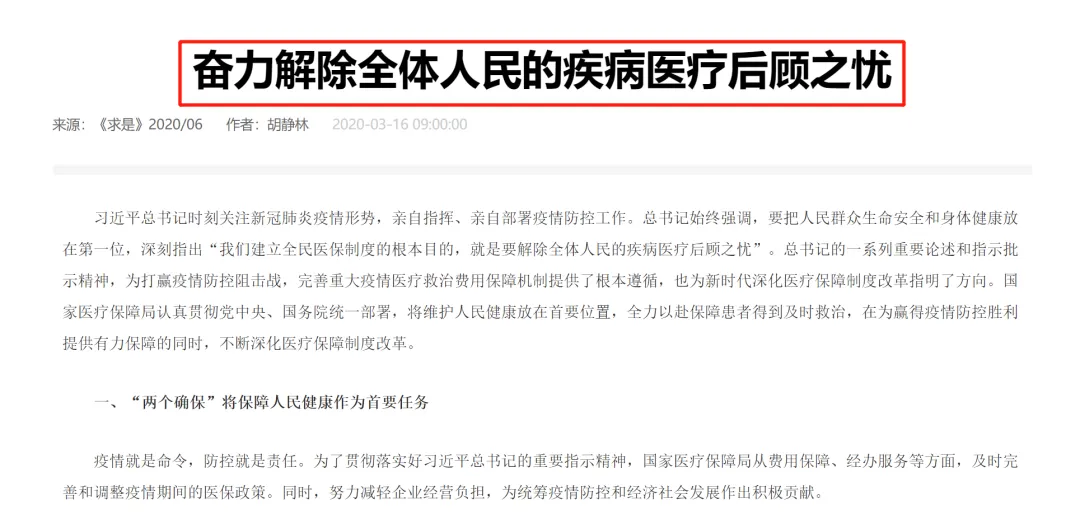 奋力解除全体人民的疾病医疗后顾之忧
来源：《求是》2020/06 作者：胡静林 2020-03-16 09:00:00
习近平总书记时刻关注新冠肺炎疫情形势，亲自指挥、亲自部署疫情防控工作。总书记始终强调，要把人民群众生命安全和身体健康放
在第一位，深刻指出“我们建立全民医保制度的根本目的，就是要解除全体人民的疾病医疗后顾之忧”。总书记的一系列重要论述和指示批
示精神，为打赢疫情防控阻击战，完善重大疫情医疗救治费用保障机制提供了根本遵循，也为新时代深化医疗保障制度改革指明了方向。国
家医疗保障局认真贯彻党中央、国务院统一部署，将维护人民健康放在首要位置，全力以赴保障患者得到及时救治，在为赢得疫情防控胜利
提供有力保障的同时，不断深化医疗保障制度改革。
一、“两个确保”将保障人民健康作为首要任务
疫情就是命令，防控就是责任。为了贯彻落实好习近平总书记的重要指示精神，国家医疗保障局从费用保障、经办服务等方面，及时完
善和调整疫情期间的医保政策。同时，努力减轻企业经营负担，为统筹疫情防控和经济社会发展作出积极贡献。